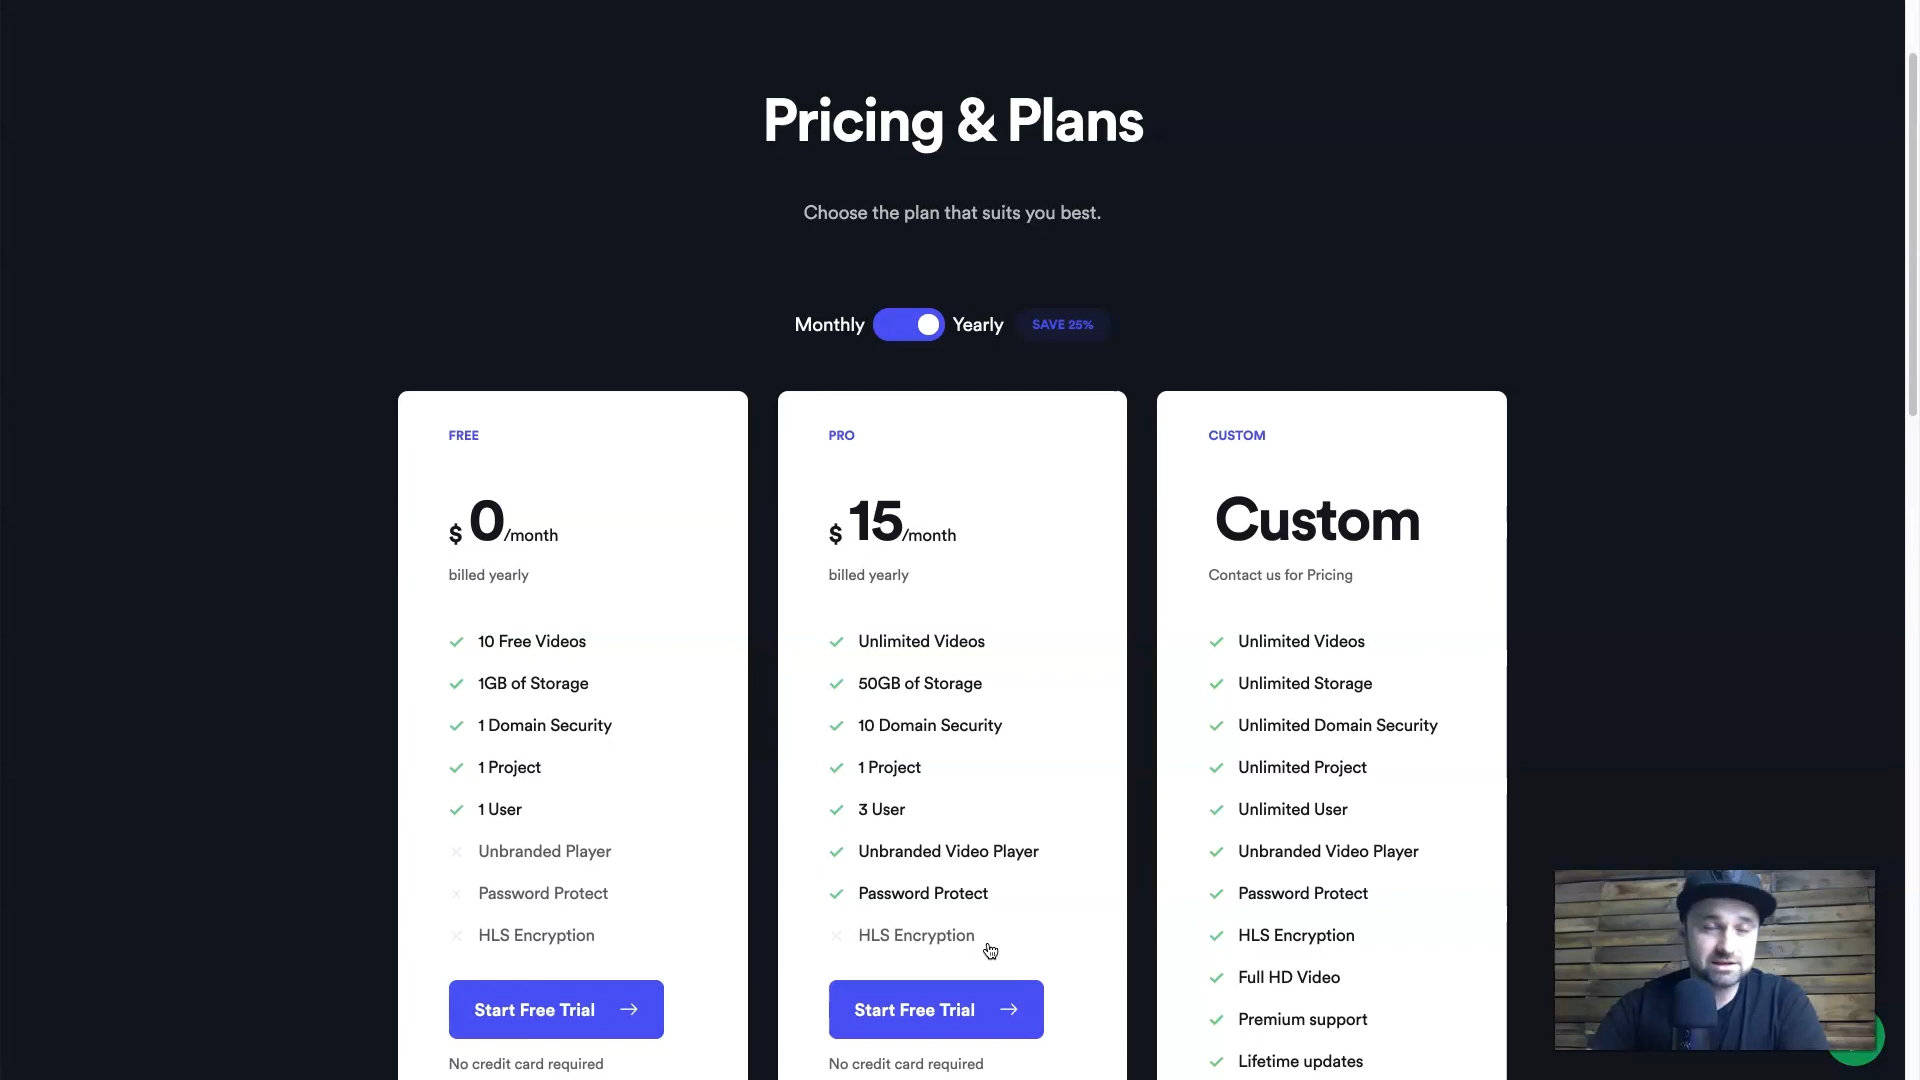 Pricing & Plans
Choose the plan that suits you best.
Monthly Yearly SAVE 25%
FREE
$ 0/month
billed yearly
10 Free Videos
1GB of Storage
1 Domain Security
1 Project
1 User
Unbranded Player
Password Protect
HLS Encryption
Start Free Trial
No credit card required
PRO
$ 15/month
billed yearly
Unlimited Videos
50GB of Storage
10 Domain Security
1 Project
3 User
Unbranded Video Player
Password Protect
HLS Encryption
Start Free Trial
No credit card required
CUSTOM
Custom
Contact us for Pricing
Unlimited Videos
Unlimited Storage
Unlimited Domain Security
Unlimited Project
Unlimited User
Unbranded Video Player
Password Protect
HLS Encryption
Full HD Video
Premium support
Lifetime updates